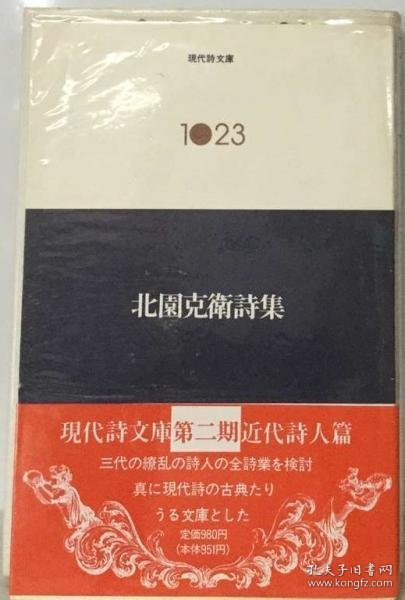 現代詩文庫
1●23
北園克衛詩集
現代詩文庫第二期近代詩人篇
三代の繚乱の詩人の全詩業を検討
真に現代詩の古典たり
うる文庫とした
定価980円
(本体951円)
孔夫子旧书网
www.kongfz.com